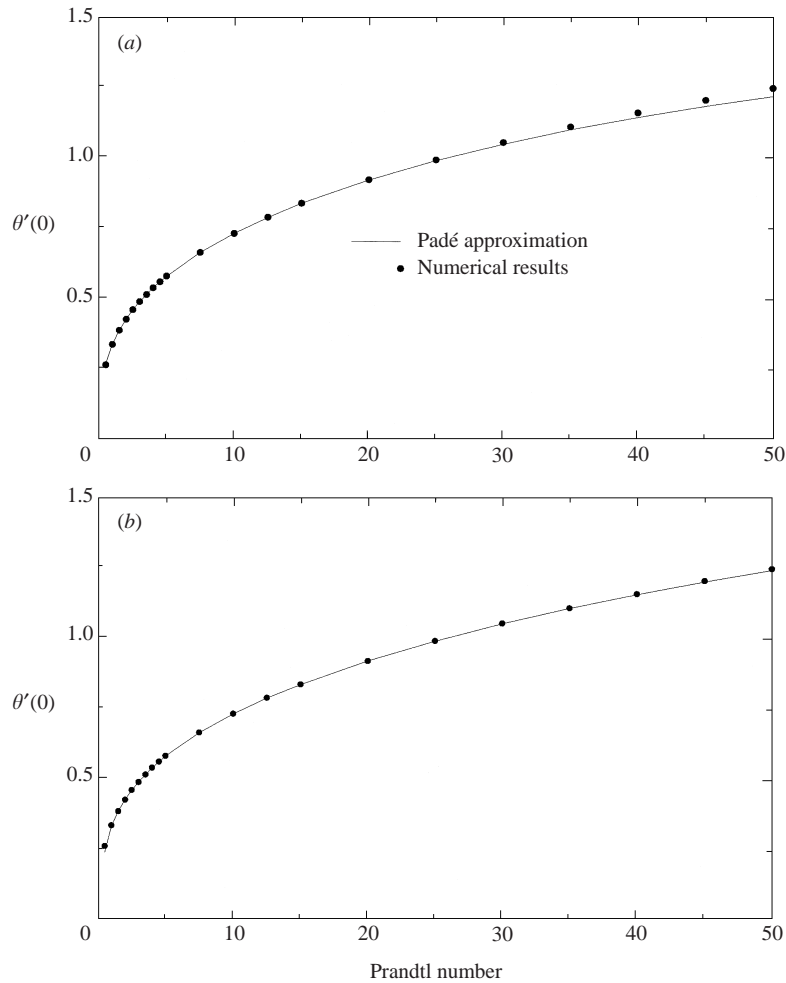 1.5
(a)
1.0
θ′(0)
Padé approximation
Numerical results
0.5
0 10 20 30 40 50
1.5
(b)
1.0
θ′(0)
0.5
0 10 20 30 40 50
Prandtl number